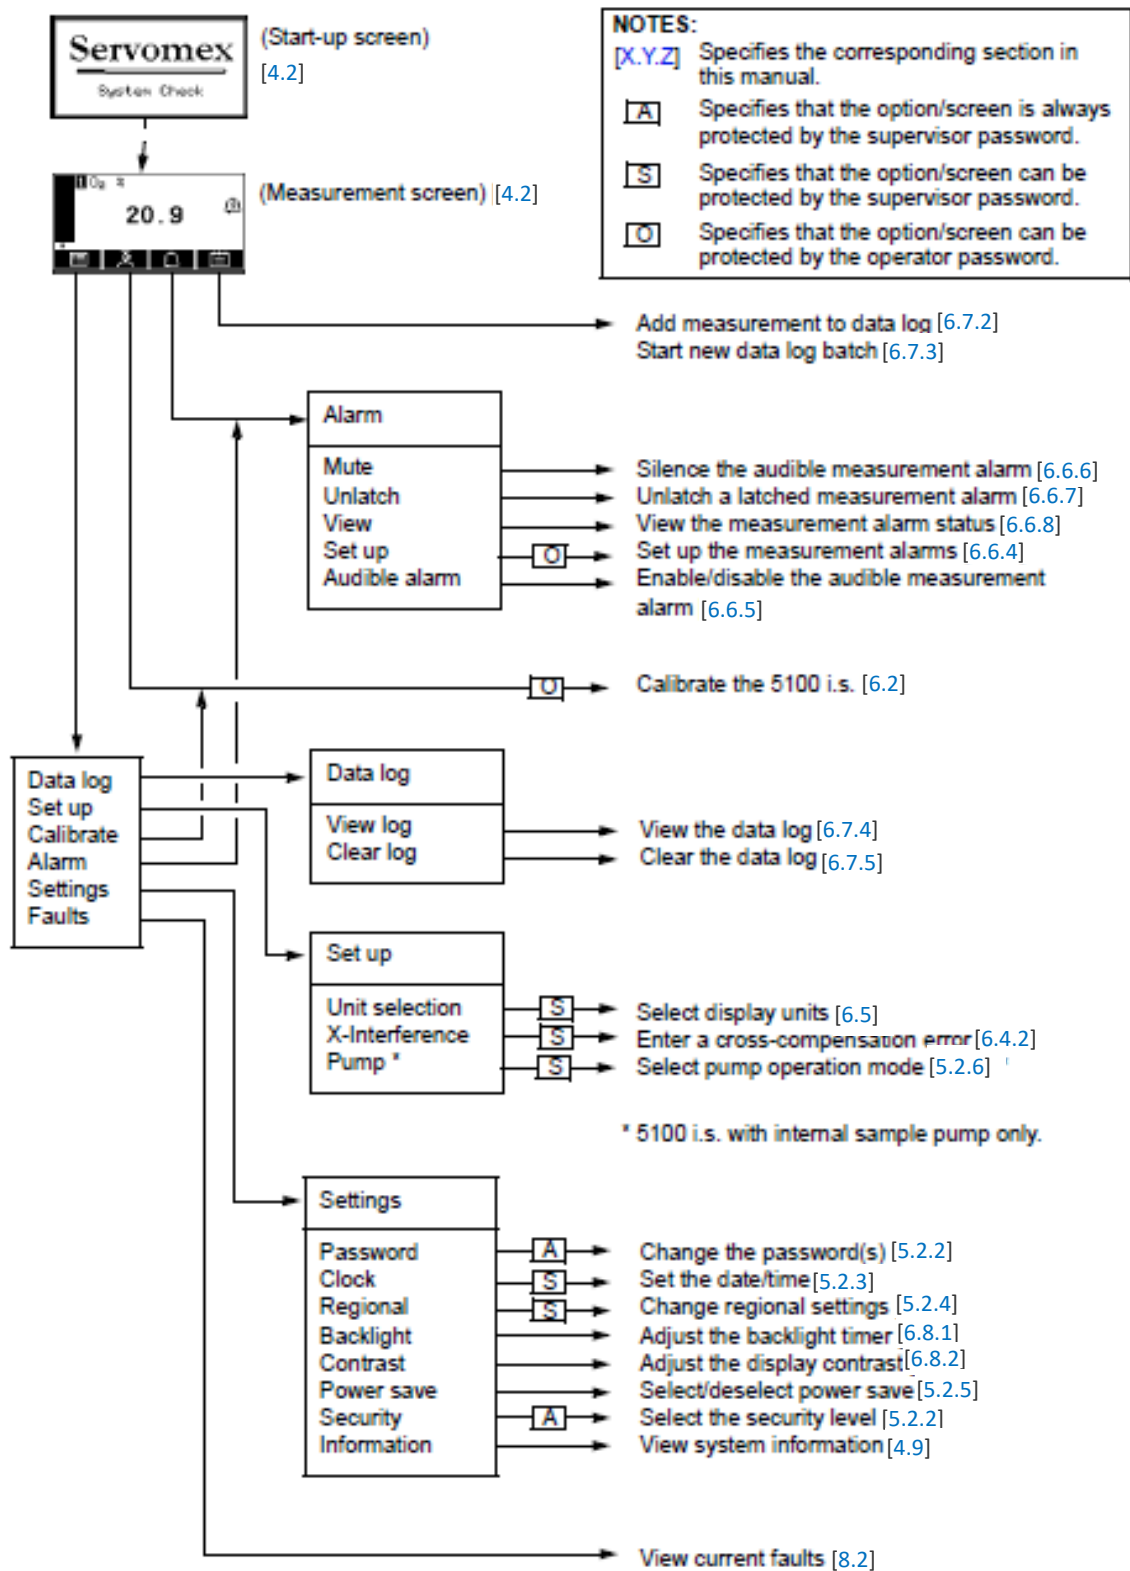 Servomex
System Check
(Start-up screen)
[4.2]
NOTES:
[X.Y.Z] Specifies the corresponding section in
this manual.
A Specifies that the option/screen is always
protected by the supervisor password.
S Specifies that the option/screen can be
protected by the supervisor password.
O Specifies that the option/screen can be
protected by the operator password.
1 O2 %
20.9
(Measurement screen) [4.2]
Add measurement to data log [6.7.2]
Start new data log batch [6.7.3]
Alarm
Mute Silence the audible measurement alarm [6.6.6]
Unlatch Unlatch a latched measurement alarm [6.6.7]
View View the measurement alarm status [6.6.8]
Set up O Set up the measurement alarms [6.6.4]
Audible alarm Enable/disable the audible measurement
alarm [6.6.5]
O Calibrate the 5100 i.s. [6.2]
Data log
Set up
Calibrate
Alarm
Settings
Faults
Data log
View log View the data log [6.7.4]
Clear log Clear the data log [6.7.5]
Set up
Unit selection S Select display units [6.5]
X-Interference S Enter a cross-compensation error [6.4.2]
Pump * S Select pump operation mode [5.2.6]
* 5100 i.s. with internal sample pump only.
Settings
Password A Change the password(s) [5.2.2]
Clock S Set the date/time [5.2.3]
Regional S Change regional settings [5.2.4]
Backlight Adjust the backlight timer [6.8.1]
Contrast Adjust the display contrast [6.8.2]
Power save Select/deselect power save [5.2.5]
Security A Select the security level [5.2.2]
Information View system information [4.9]
View current faults [8.2]